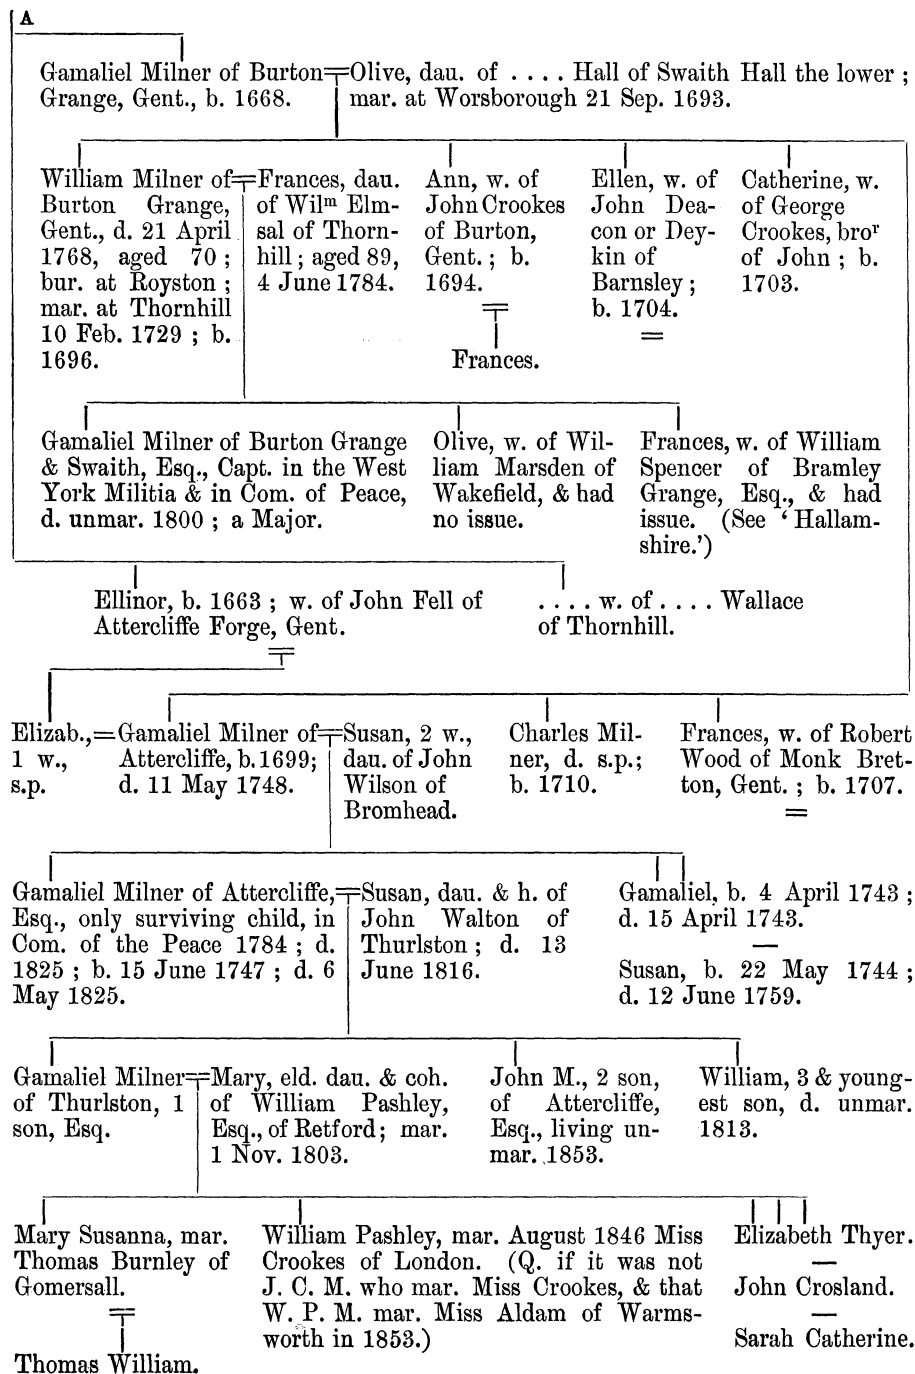 A
Gamaliel Milner of Burton Grange, Gent., b. 1668.
Olive, dau. of . . . . Hall of Swaith Hall the lower ; mar. at Worsborough 21 Sep. 1693.
William Milner of
Burton Grange,
Gent., d. 21 April
1768, aged 70 ;
bur. at Royston ;
mar. at Thornhill
10 Feb. 1729 ; b.
1696.
Frances, dau.
of Wilᵐ Elm-
sal of Thorn-
hill ; aged 89,
4 June 1784.
Ann, w. of
John Crookes
of Burton,
Gent. ; b.
1694.
Frances.
Ellen, w. of
John Dea-
con or Dey-
kin of
Barnsley ;
b. 1704.
Catherine, w.
of George
Crookes, broʳ
of John ; b.
1703.
Gamaliel Milner of Burton Grange
& Swaith, Esq., Capt. in the West
York Militia & in Com. of Peace,
d. unmar. 1800 ; a Major.
Olive, w. of Wil-
liam Marsden of
Wakefield, & had
no issue.
Frances, w. of William
Spencer of Bramley
Grange, Esq., & had
issue. (See ‘ Hallam-
shire.’)
Ellinor, b. 1663 ; w. of John Fell of
Attercliffe Forge, Gent.
. . . . w. of . . . . Wallace
of Thornhill.
Elizab.,
1 w.,
s.p.
Gamaliel Milner of
Attercliffe, b. 1699;
d. 11 May 1748.
Susan, 2 w.,
dau. of John
Wilson of
Bromhead.
Charles Mil-
ner, d. s.p.;
b. 1710.
Frances, w. of Robert
Wood of Monk Bret-
ton, Gent. ; b. 1707.
Gamaliel Milner of Attercliffe,
Esq., only surviving child, in
Com. of the Peace 1784 ; d.
1825 ; b. 15 June 1747 ; d. 6
May 1825.
Susan, dau. & h. of
John Walton of
Thurlston ; d. 13
June 1816.
Gamaliel, b. 4 April 1743 ;
d. 15 April 1743.
—
Susan, b. 22 May 1744 ;
d. 12 June 1759.
Gamaliel Milner
of Thurlston, 1
son, Esq.
Mary, eld. dau. & coh.
of William Pashley,
Esq., of Retford; mar.
1 Nov. 1803.
John M., 2 son,
of Attercliffe,
Esq., living un-
mar. 1853.
William, 3 & young-
est son, d. unmar.
1813.
Mary Susanna, mar.
Thomas Burnley of
Gomersall.
Thomas William.
William Pashley, mar. August 1846 Miss
Crookes of London. (Q. if it was not
J. C. M. who mar. Miss Crookes, & that
W. P. M. mar. Miss Aldam of Warms-
worth in 1853.)
Elizabeth Thyer.
—
John Crosland.
—
Sarah Catherine.